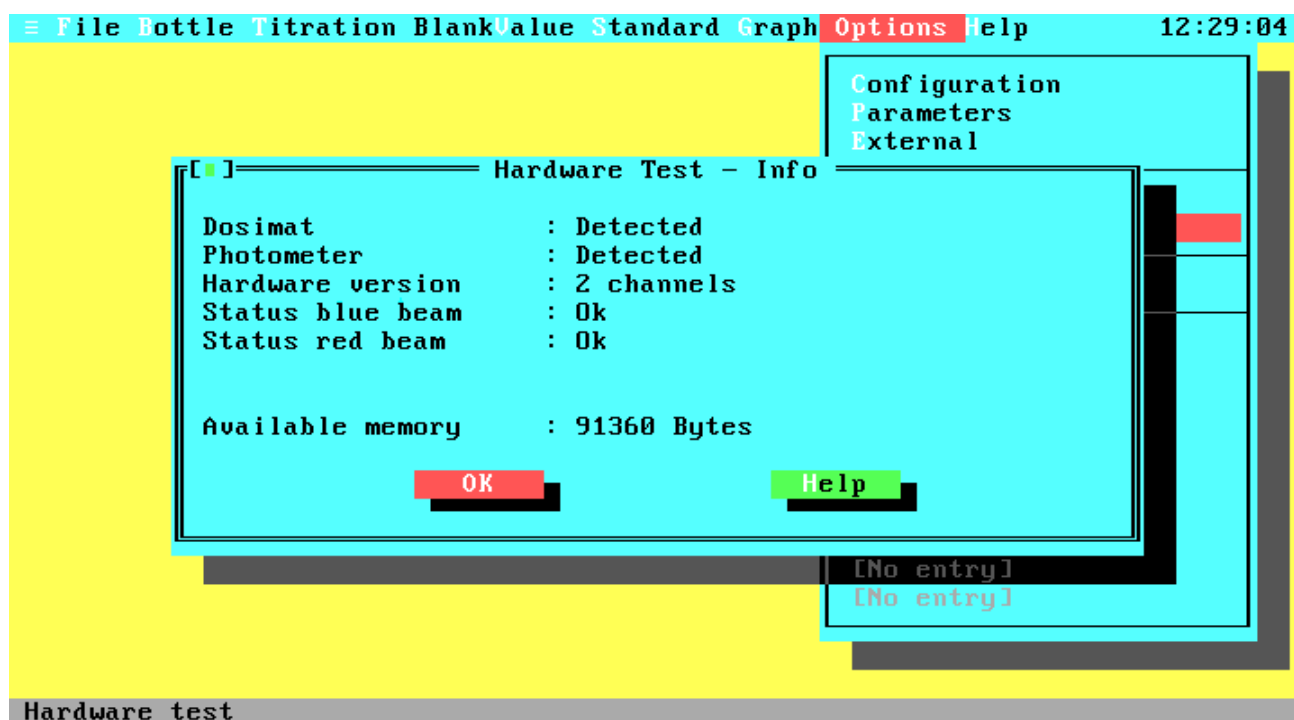 ≡ File Bottle Titration BlankValue Standard Graph Options Help 12:29:04
Configuration
Parameters
External
[■] Hardware Test - Info
Dosimat : Detected
Photometer : Detected
Hardware version : 2 channels
Status blue beam : Ok
Status red beam : Ok
Available memory : 91360 Bytes
OK Help
[No entry]
[No entry]
Hardware test